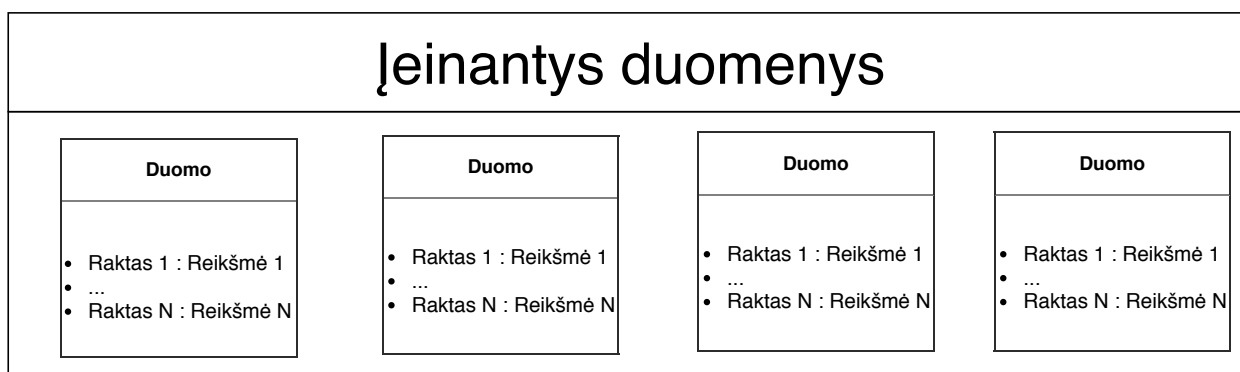 Įeinantys duomenys
Duomo
• Raktas 1 : Reikšmė 1
• ...
• Raktas N : Reikšmė N
Duomo
• Raktas 1 : Reikšmė 1
• ...
• Raktas N : Reikšmė N
Duomo
• Raktas 1 : Reikšmė 1
• ...
• Raktas N : Reikšmė N
Duomo
• Raktas 1 : Reikšmė 1
• ...
• Raktas N : Reikšmė N